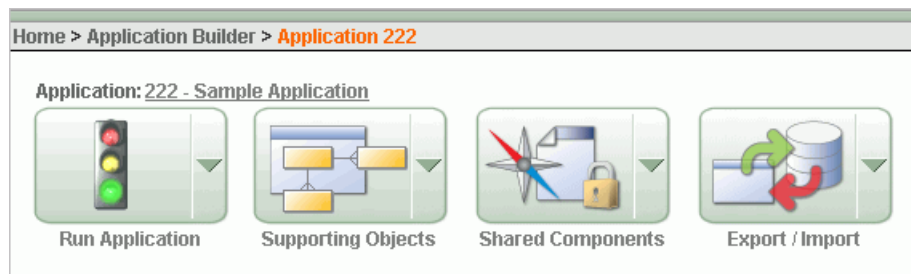 Home > Application Builder > Application 222
Application: 222 - Sample Application
Run Application
Supporting Objects
Shared Components
Export / Import